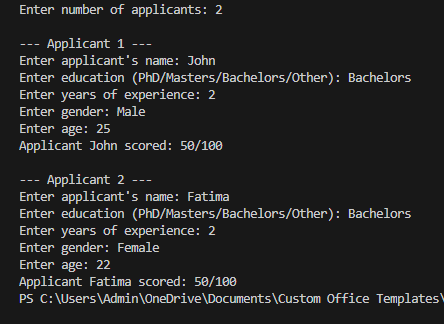 Enter number of applicants: 2
--- Applicant 1 ---
Enter applicant's name: John
Enter education (PhD/Masters/Bachelors/Other): Bachelors
Enter years of experience: 2
Enter gender: Male
Enter age: 25
Applicant John scored: 50/100
--- Applicant 2 ---
Enter applicant's name: Fatima
Enter education (PhD/Masters/Bachelors/Other): Bachelors
Enter years of experience: 2
Enter gender: Female
Enter age: 22
Applicant Fatima scored: 50/100
PS C:\Users\Admin\OneDrive\Documents\Custom Office Templates\